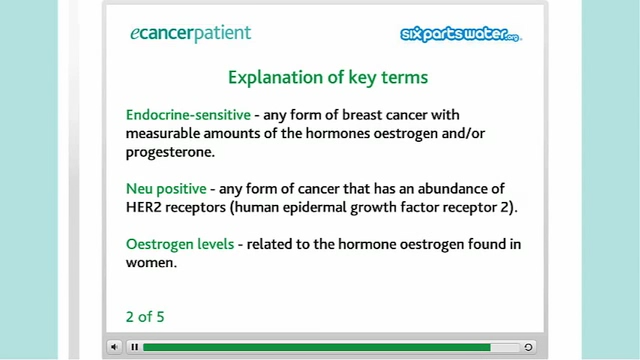 ecancerpatient
sixpartswater.org
Explanation of key terms
Endocrine-sensitive - any form of breast cancer with
measurable amounts of the hormones oestrogen and/or
progesterone.
Neu positive - any form of cancer that has an abundance of
HER2 receptors (human epidermal growth factor receptor 2).
Oestrogen levels - related to the hormone oestrogen found in
women.
2 of 5